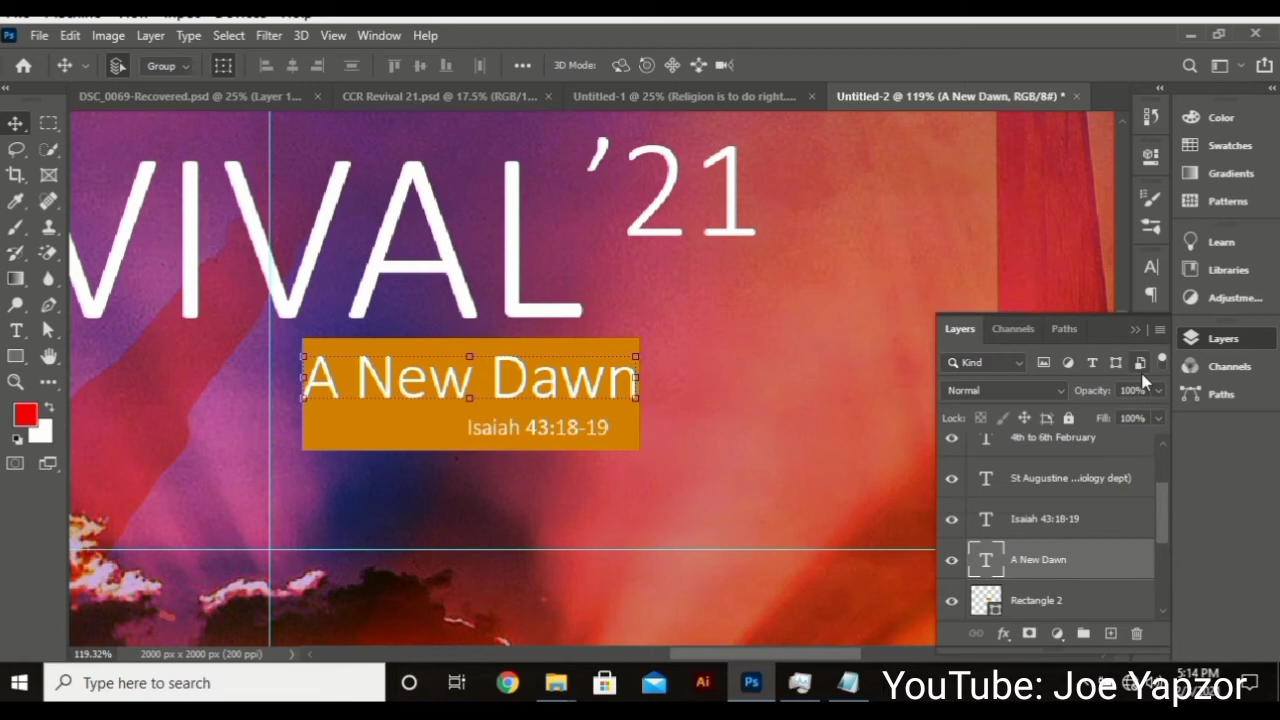 File Edit Image Layer Type Select Filter 3D View Window Help
Group
3D Mode:
DSC_0069-Recovered.psd @ 25% (Layer 1... ×
CCR Revival 21.psd @ 17.5% (RGB/1... ×
Untitled-1 @ 25% (Religion is to do right.... ×
Untitled-2 @ 119% (A New Dawn, RGB/8#) * ×
VIVAL ’21
A New Dawn
Isaiah 43:18-19
Color
Swatches
Gradients
Patterns
Learn
Libraries
Adjustme...
Layers
Channels
Paths
Layers Channels Paths
Kind
Normal Opacity: 100%
Lock: Fill: 100%
4th to 6th February
St Augustine ...iology dept)
Isaiah 43:18-19
A New Dawn
Rectangle 2
119.32% 2000 px x 2000 px (200 ppi)
Type here to search
5:14 PM
YouTube: Joe Yapzor